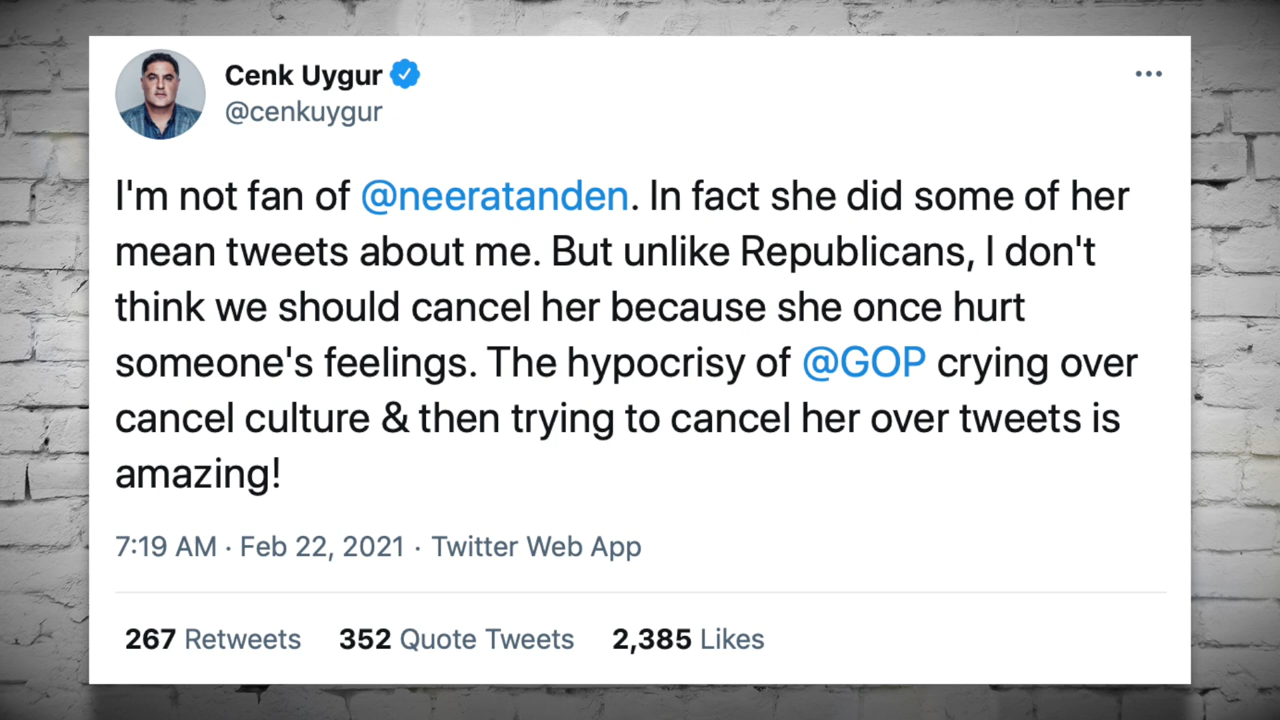 Cenk Uygur
@cenkuygur
I'm not fan of @neeratanden. In fact she did some of her
mean tweets about me. But unlike Republicans, I don't
think we should cancel her because she once hurt
someone's feelings. The hypocrisy of @GOP crying over
cancel culture & then trying to cancel her over tweets is
amazing!
7:19 AM · Feb 22, 2021 · Twitter Web App
267 Retweets 352 Quote Tweets 2,385 Likes